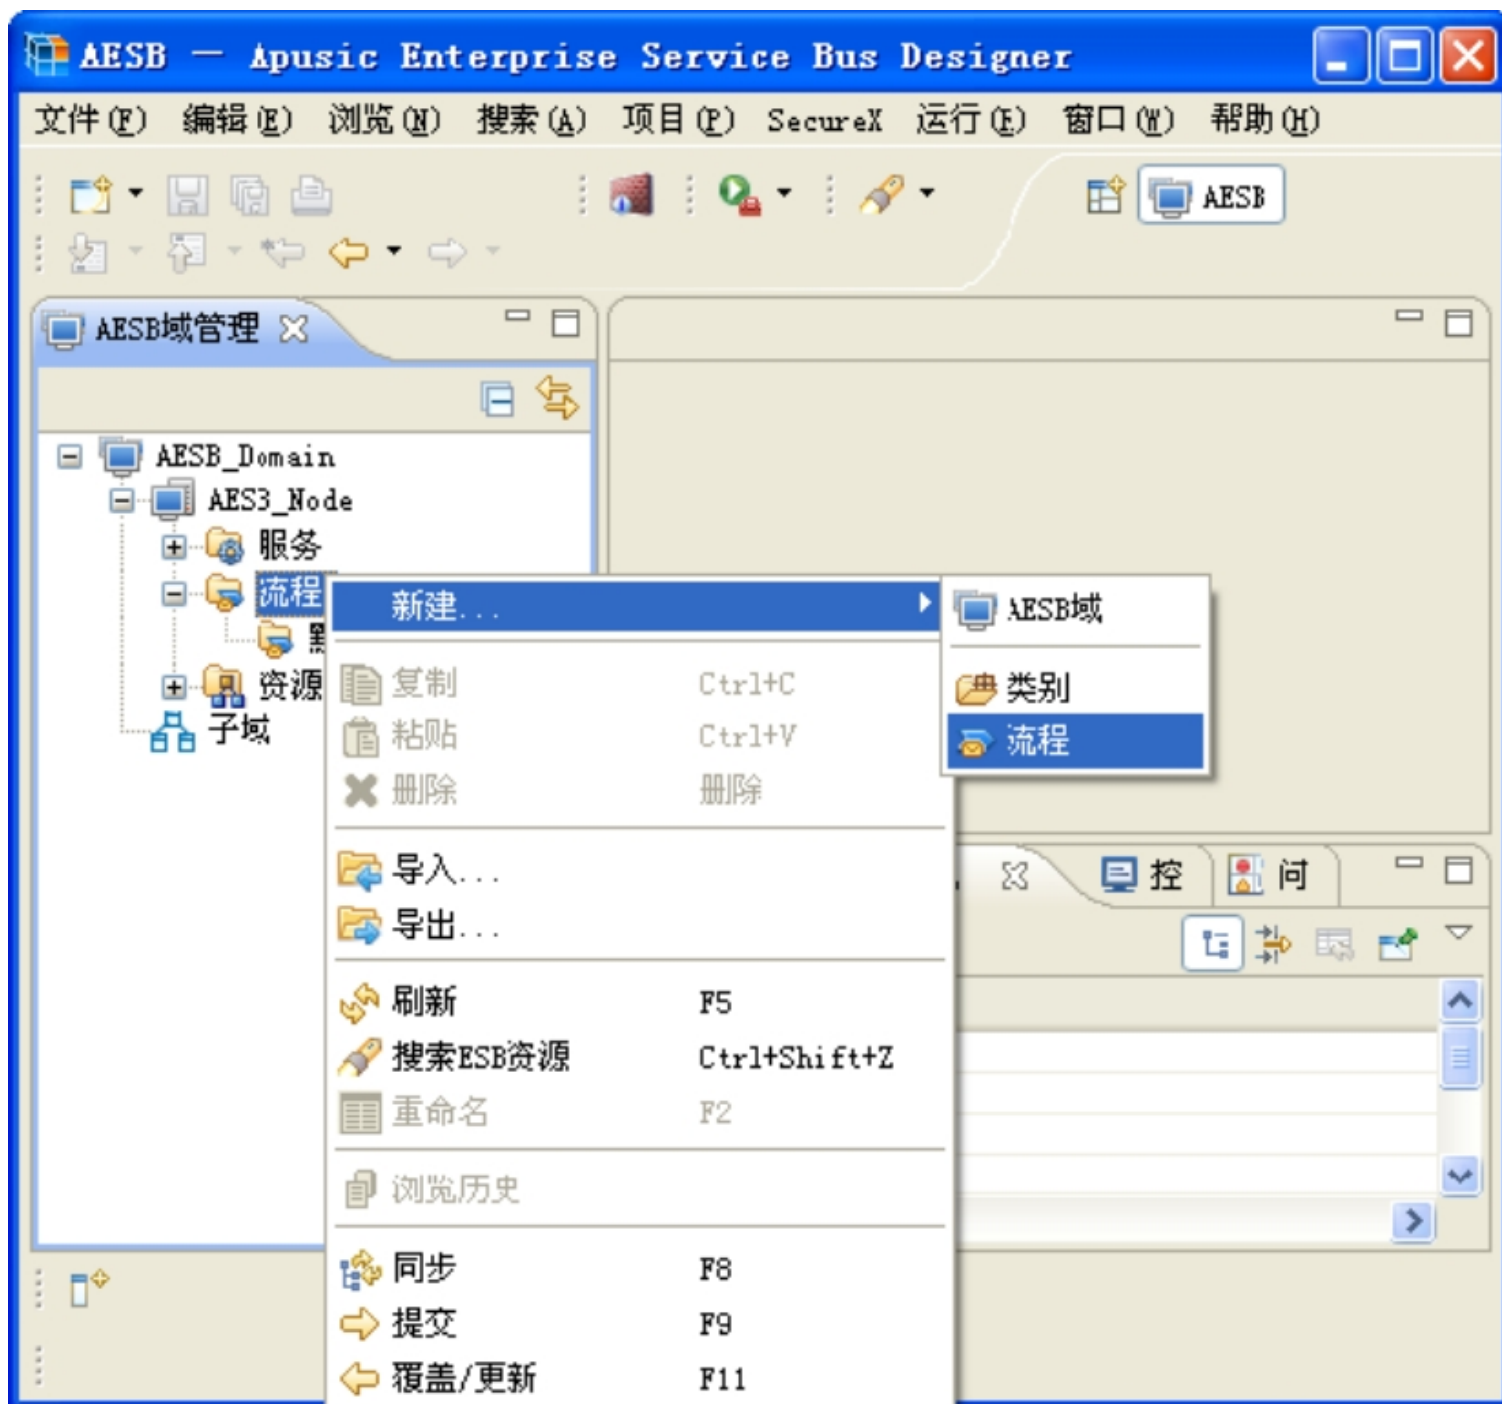 AESB — Apusic Enterprise Service Bus Designer
文件(F) 编辑(E) 浏览(N) 搜索(A) 项目(P) SecureX 运行(R) 窗口(W) 帮助(H)
AESB
AESB域管理
AESB_Domain
AES3_Node
服务
流程
资源
子域
新建...
复制 Ctrl+C
粘贴 Ctrl+V
删除 删除
导入...
导出...
刷新 F5
搜索ESB资源 Ctrl+Shift+Z
重命名 F2
浏览历史
同步 F8
提交 F9
覆盖/更新 F11
AESB域
类别
流程
控 问